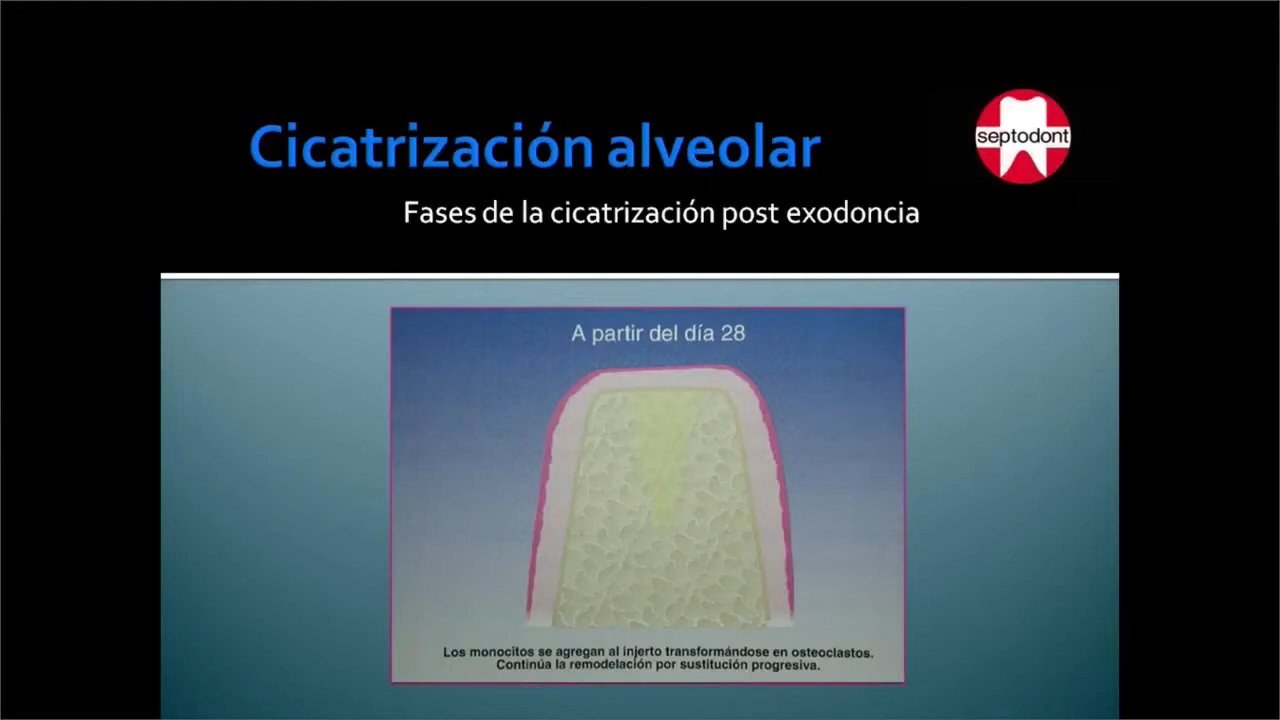 Cicatrización alveolar
septodont
Fases de la cicatrización post exodoncia
A partir del día 28
Los monocitos se agregan al injerto transformándose en osteoclastos.
Continúa la remodelación por sustitución progresiva.